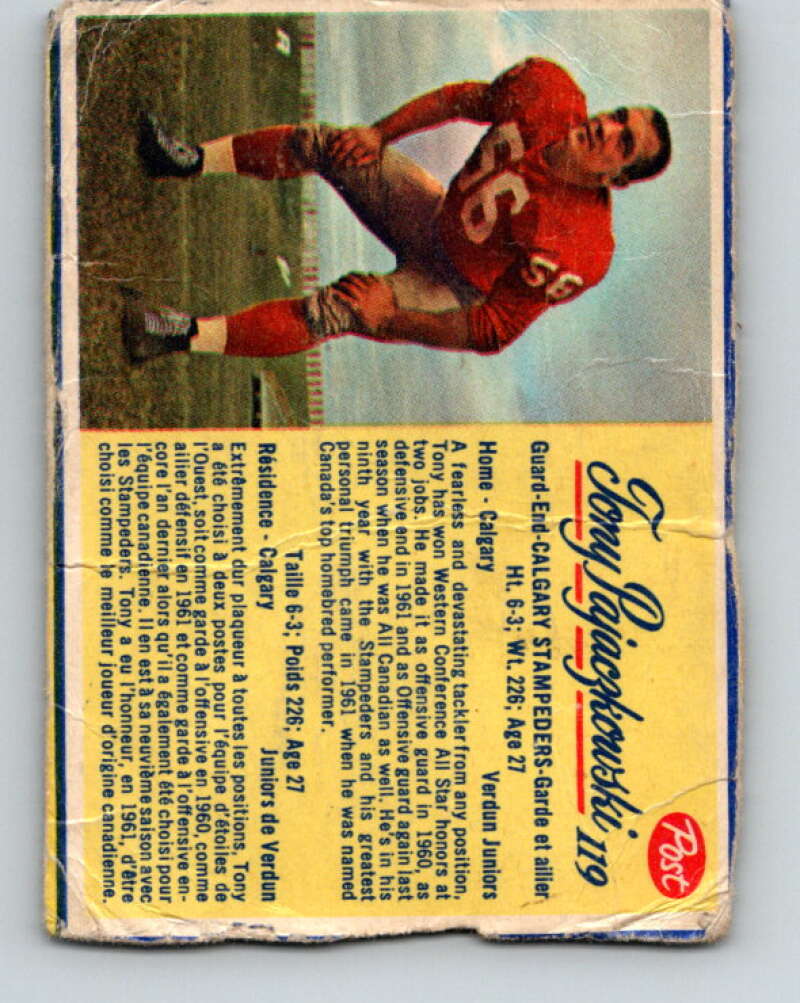 56
56
Tony Pajaczkowski 119
Post
Guard-End-CALGARY STAMPEDERS-Garde et ailier
Ht. 6-3; Wt. 226; Age 27
Home - Calgary Verdun Juniors
A fearless and devastating tackler from any position,
Tony has won Western Conference All Star honors at
two jobs. He made it as offensive guard in 1960, as
defensive end in 1961 and as Offensive guard again last
season when he was All Canadian as well. He's in his
ninth year with the Stampeders and his greatest
personal triumph came in 1961 when he was named
Canada's top homebred performer.
Taille 6-3; Poids 226; Age 27
Résidence - Calgary Juniors de Verdun
Extrêmement dur plaqueur à toutes les positions, Tony
a été choisi à deux postes pour l'équipe d'étoiles de
l'Ouest, soit comme garde à l'offensive en 1960, comme
ailier défensif en 1961 et comme garde à l'offensive en-
core l'an dernier alors qu'il a également été choisi pour
l'équipe canadienne. Il en est à sa neuvième saison avec
les Stampeders. Tony a eu l'honneur, en 1961, d'être
choisi comme le meilleur joueur d'origine canadienne.